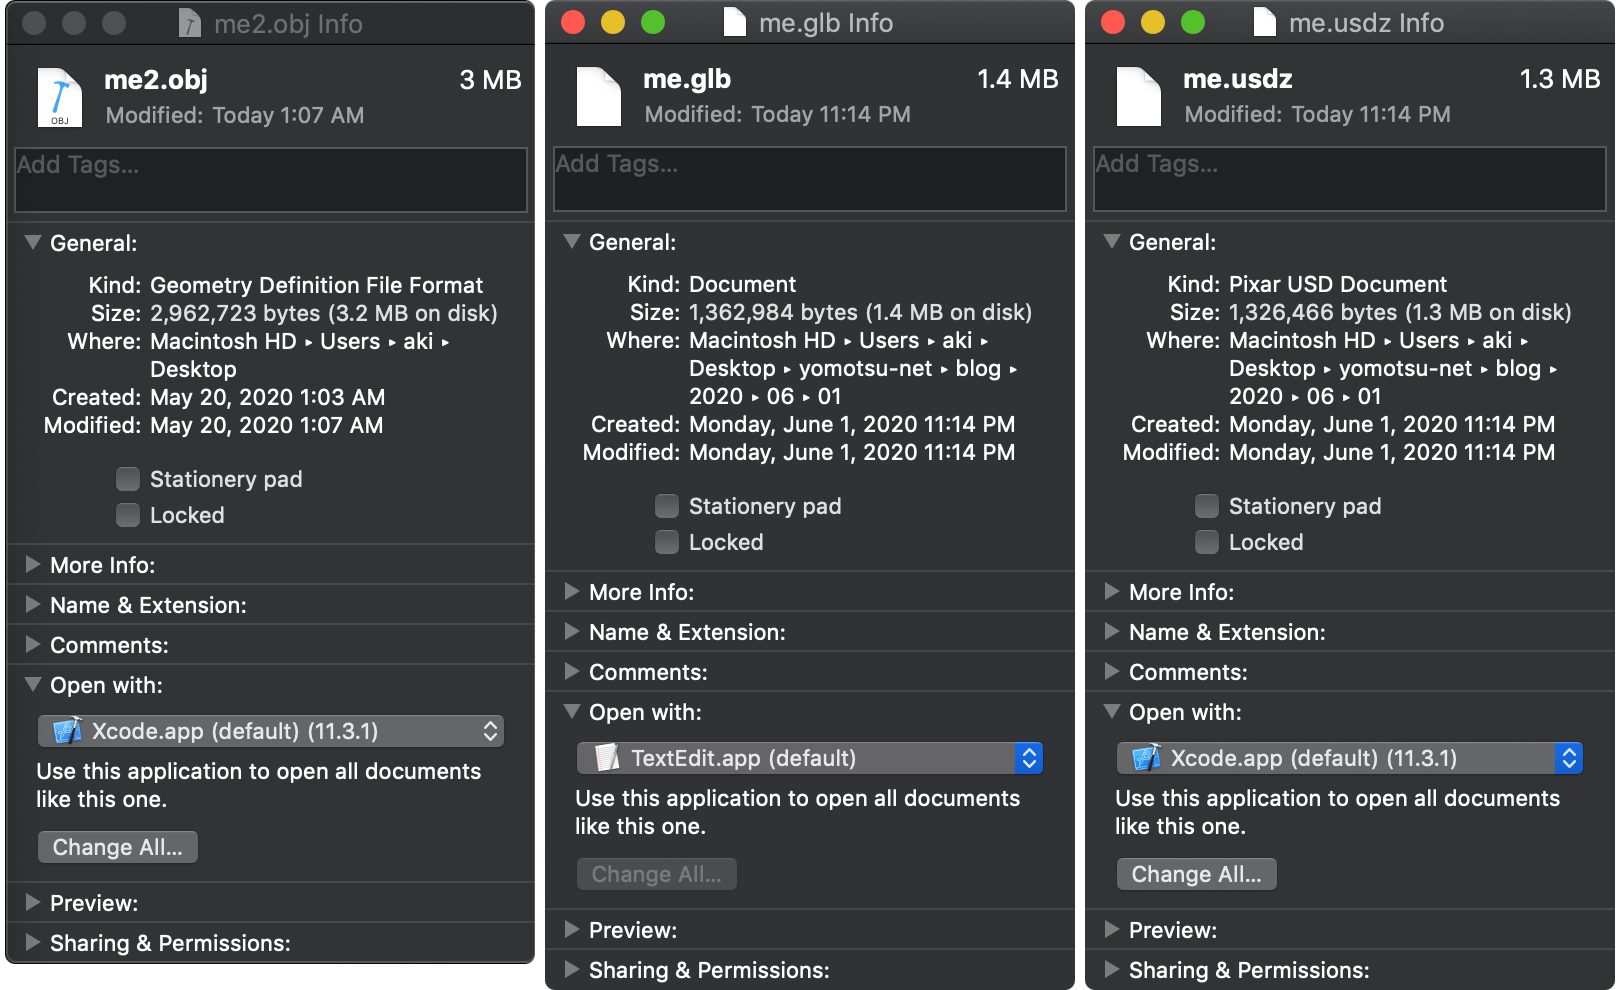 me2.obj Info
me2.obj
3 MB
Modified: Today 1:07 AM
OBJ
Add Tags...
General:
Kind: Geometry Definition File Format
Size: 2,962,723 bytes (3.2 MB on disk)
Where: Macintosh HD ▸ Users ▸ aki ▸
Desktop
Created: May 20, 2020 1:03 AM
Modified: May 20, 2020 1:07 AM
Stationery pad
Locked
More Info:
Name & Extension:
Comments:
Open with:
Xcode.app (default) (11.3.1)
Use this application to open all documents
like this one.
Change All...
Preview:
Sharing & Permissions:
me.glb Info
me.glb
1.4 MB
Modified: Today 11:14 PM
Add Tags...
General:
Kind: Document
Size: 1,362,984 bytes (1.4 MB on disk)
Where: Macintosh HD ▸ Users ▸ aki ▸
Desktop ▸ yomotsu-net ▸ blog ▸
2020 ▸ 06 ▸ 01
Created: Monday, June 1, 2020 11:14 PM
Modified: Monday, June 1, 2020 11:14 PM
Stationery pad
Locked
More Info:
Name & Extension:
Comments:
Open with:
TextEdit.app (default)
Use this application to open all documents
like this one.
Change All...
Preview:
Sharing & Permissions:
me.usdz Info
me.usdz
1.3 MB
Modified: Today 11:14 PM
Add Tags...
General:
Kind: Pixar USD Document
Size: 1,326,466 bytes (1.3 MB on disk)
Where: Macintosh HD ▸ Users ▸ aki ▸
Desktop ▸ yomotsu-net ▸ blog ▸
2020 ▸ 06 ▸ 01
Created: Monday, June 1, 2020 11:14 PM
Modified: Monday, June 1, 2020 11:14 PM
Stationery pad
Locked
More Info:
Name & Extension:
Comments:
Open with:
Xcode.app (default) (11.3.1)
Use this application to open all documents
like this one.
Change All...
Preview:
Sharing & Permissions: